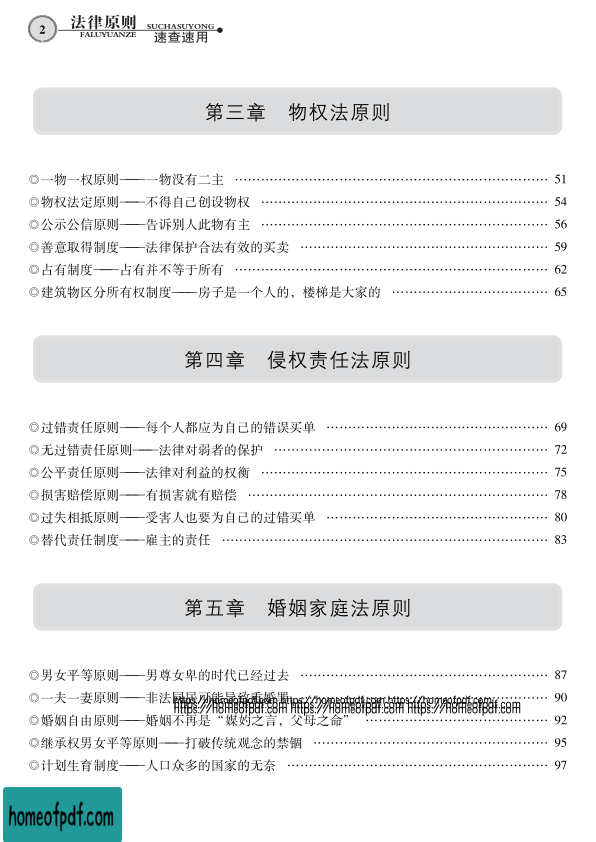 2
法律原则
FALUYUANZE
SUCHASUYONG
速查速用
第三章 物权法原则
◎一物一权原则——一物没有二主 …… 51
◎物权法定原则——不得自己创设物权 …… 54
◎公示公信原则——告诉别人此物有主 …… 56
◎善意取得制度——法律保护合法有效的买卖 …… 59
◎占有制度——占有并不等于所有 …… 62
◎建筑物区分所有权制度——房子是一个人的，楼梯是大家的 …… 65
第四章 侵权责任法原则
◎过错责任原则——每个人都应为自己的错误买单 …… 69
◎无过错责任原则——法律对弱者的保护 …… 72
◎公平责任原则——法律对利益的权衡 …… 75
◎损害赔偿原则——有损害就有赔偿 …… 78
◎过失相抵原则——受害人也要为自己的过错买单 …… 80
◎替代责任制度——雇主的责任 …… 83
第五章 婚姻家庭法原则
◎男女平等原则——男尊女卑的时代已经过去 …… 87
◎一夫一妻原则——非法同居可能导致重婚罪 …… 90
https://homeofpdf.com https://homeofpdf.com https://homeofpdf.com
https://homeofpdf.com https://homeofpdf.com https://homeofpdf.com
◎婚姻自由原则——婚姻不再是“媒妁之言，父母之命” …… 92
◎继承权男女平等原则——打破传统观念的禁锢 …… 95
◎计划生育制度——人口众多的国家的无奈 …… 97
homeofpdf.com